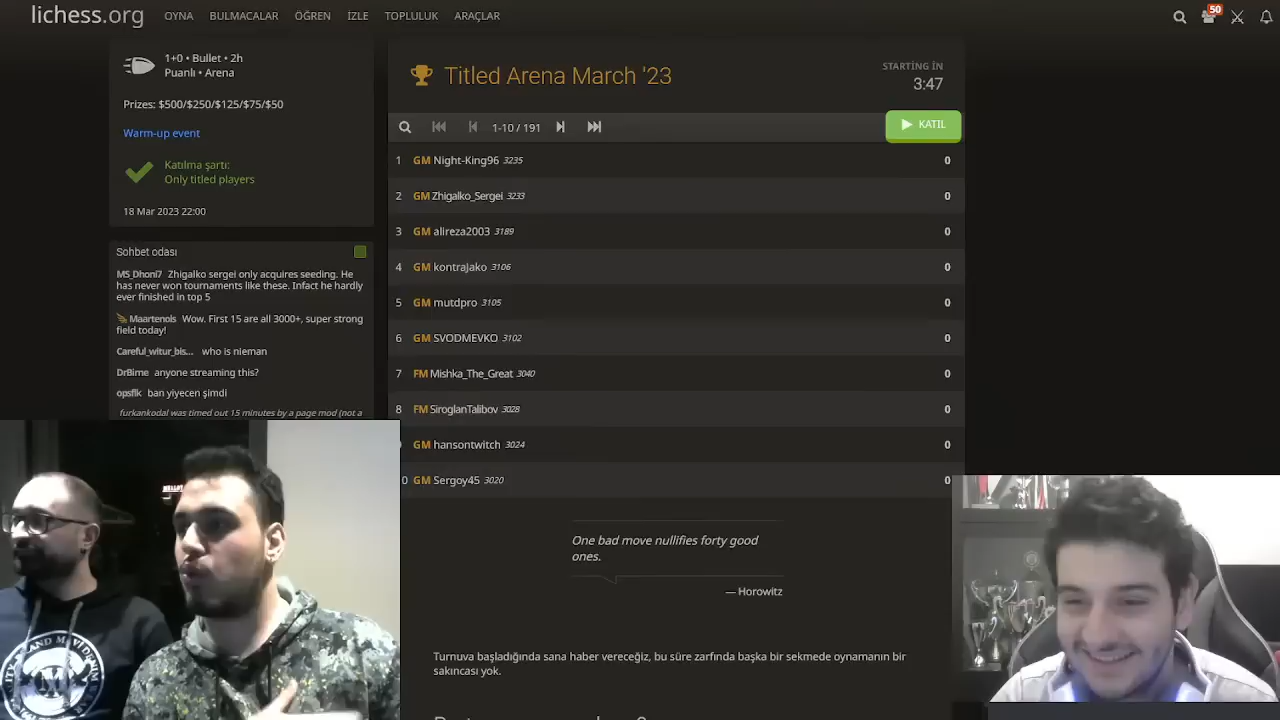 lichess.org OYNA BULMACALAR ÖĞREN İZLE TOPLULUK ARAÇLAR 50
1+0 • Bullet • 2h
Puanlı • Arena
Prizes: $500/$250/$125/$75/$50
Warm-up event
Katılma şartı:
Only titled players
18 Mar 2023 22:00
Sohbet odası
MS_Dhoni7 Zhigalko sergei only acquires seeding. He
has never won tournaments like these. Infact he hardly
ever finished in top 5
Maartenols Wow. First 15 are all 3000+, super strong
field today!
Careful_witur_bis... who is nieman
DrBirne anyone streaming this?
opsflk ban yiyecen şimdi
furkankodal was timed out 15 minutes by a page mod (not a
Titled Arena March '23
STARTİNG İN
3:47
1-10 / 191
KATIL
1 GM Night-King96 3235 0
2 GM Zhigalko_Sergei 3233 0
3 GM alireza2003 3189 0
4 GM kontraJako 3106 0
5 GM mutdpro 3105 0
6 GM SVODMEVKO 3102 0
7 FM Mishka_The_Great 3040 0
8 FM SiroglanTalibov 3028 0
GM hansontwitch 3024 0
0 GM Sergoy45 3020 0
One bad move nullifies forty good
ones.
— Horowitz
Turnuva başladığında sana haber vereceğiz, bu süre zarfında başka bir sekmede oynamanın bir
sakıncası yok.